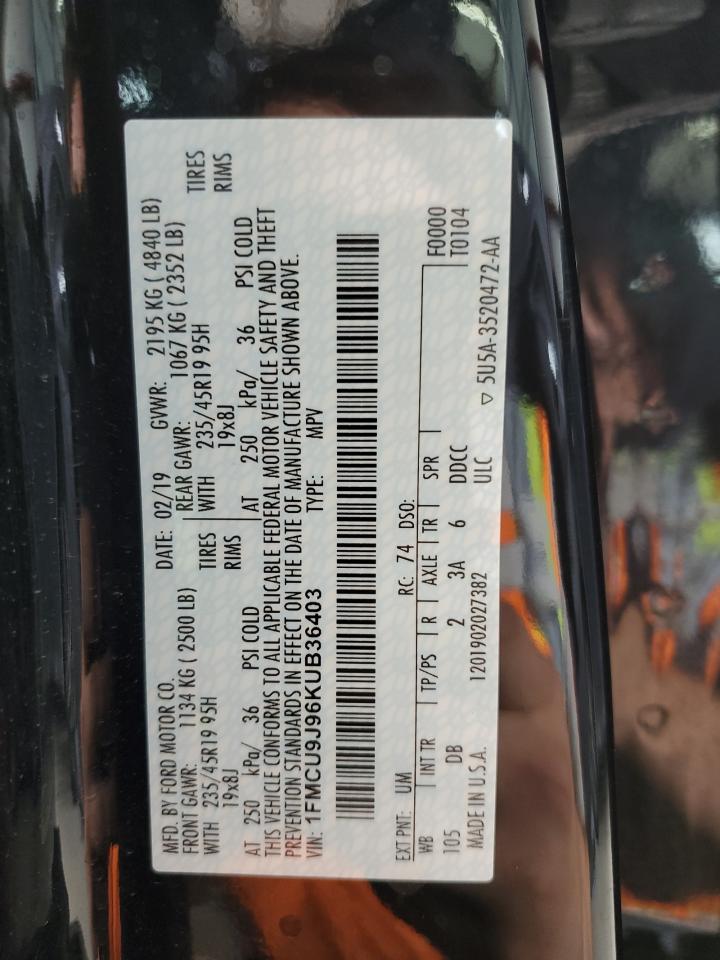 MFD. BY FORD MOTOR CO. DATE: 02/19 GVWR: 2195 KG ( 4840 LB)
FRONT GAWR: 1134 KG ( 2500 LB) REAR GAWR: 1067 KG ( 2352 LB)
WITH 235/45R19 95H TIRES WITH 235/45R19 95H TIRES
19x8J RIMS 19x8J RIMS
AT 250 kPa/ 36 PSI COLD AT 250 kPa/ 36 PSI COLD
THIS VEHICLE CONFORMS TO ALL APPLICABLE FEDERAL MOTOR VEHICLE SAFETY AND THEFT
PREVENTION STANDARDS IN EFFECT ON THE DATE OF MANUFACTURE SHOWN ABOVE.
VIN: 1FMCU9J96KUB36403 TYPE: MPV
EXT PNT: UM RC: 74 DSO:
WB INT TR TP/PS R AXLE TR SPR F0000
105 DB 2 3A 6 DDCC T0104
MADE IN U.S.A. 1201902027382 ULC ▽ 5U5A-3520472-AA